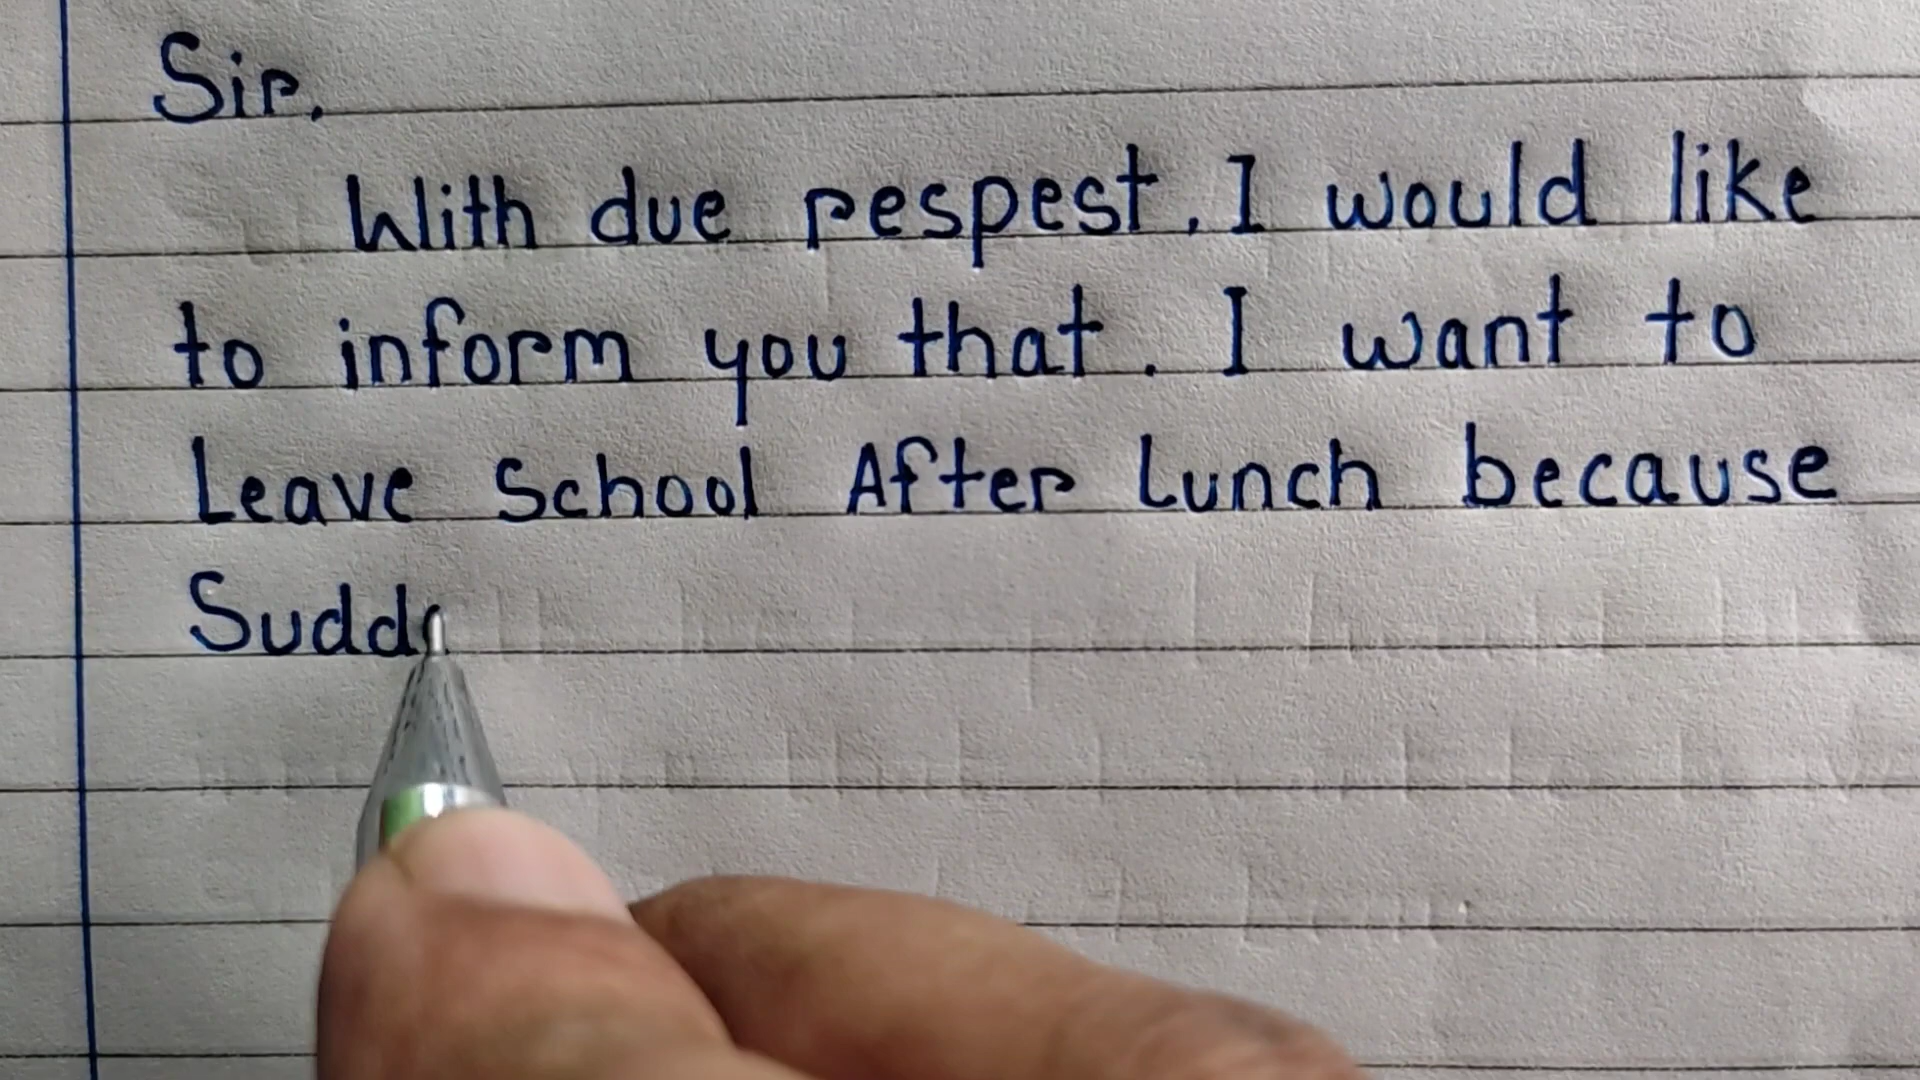 Sir.
With due respest. I would like
to inform you that. I want to
Leave School After Lunch because